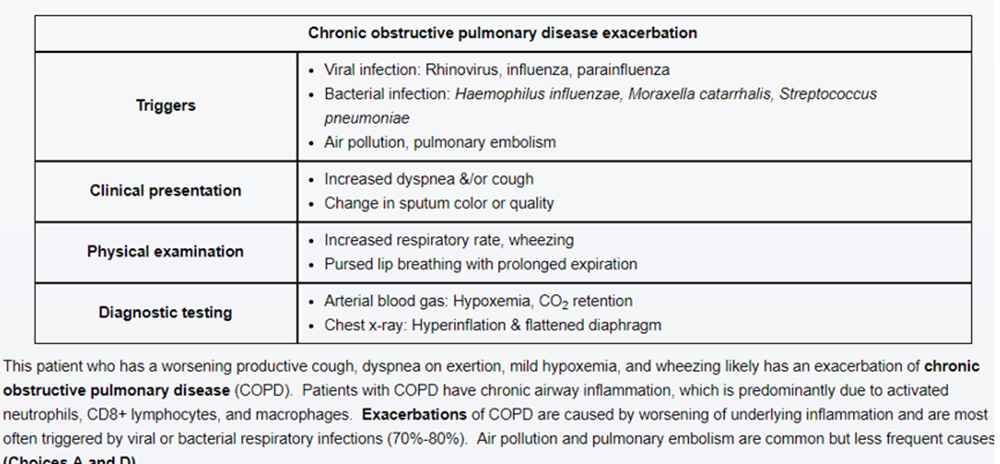 Chronic obstructive pulmonary disease exacerbation
Triggers
• Viral infection: Rhinovirus, influenza, parainfluenza
• Bacterial infection: Haemophilus influenzae, Moraxella catarrhalis, Streptococcus
pneumoniae
• Air pollution, pulmonary embolism
Clinical presentation
• Increased dyspnea &/or cough
• Change in sputum color or quality
Physical examination
• Increased respiratory rate, wheezing
• Pursed lip breathing with prolonged expiration
Diagnostic testing
• Arterial blood gas: Hypoxemia, CO₂ retention
• Chest x-ray: Hyperinflation & flattened diaphragm
This patient who has a worsening productive cough, dyspnea on exertion, mild hypoxemia, and wheezing likely has an exacerbation of chronic
obstructive pulmonary disease (COPD). Patients with COPD have chronic airway inflammation, which is predominantly due to activated
neutrophils, CD8+ lymphocytes, and macrophages. Exacerbations of COPD are caused by worsening of underlying inflammation and are most
often triggered by viral or bacterial respiratory infections (70%-80%). Air pollution and pulmonary embolism are common but less frequent causes
(Choices A and D)